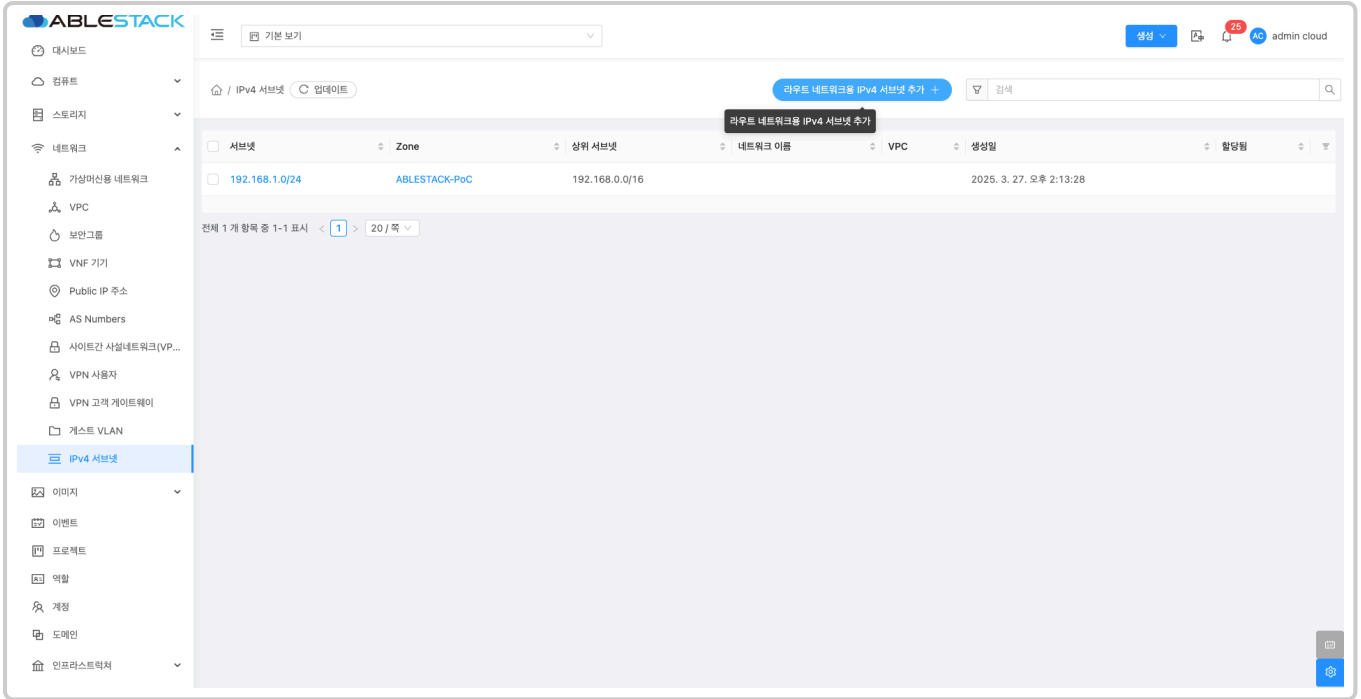 ABLESTACK
기본 보기
생성
25
AC admin cloud
대시보드
컴퓨트
스토리지
네트워크
가상머신용 네트워크
VPC
보안그룹
VNF 기기
Public IP 주소
AS Numbers
사이트간 사설네트워크(VP...
VPN 사용자
VPN 고객 게이트웨이
게스트 VLAN
IPv4 서브넷
이미지
이벤트
프로젝트
역할
계정
도메인
인프라스트럭쳐
/ IPv4 서브넷 업데이트
라우트 네트워크용 IPv4 서브넷 추가 +
검색
라우트 네트워크용 IPv4 서브넷 추가
서브넷 Zone 상위 서브넷 네트워크 이름 VPC 생성일 할당됨
192.168.1.0/24 ABLESTACK-PoC 192.168.0.0/16 2025. 3. 27. 오후 2:13:28
전체 1 개 항목 중 1-1 표시 < 1 > 20 / 쪽